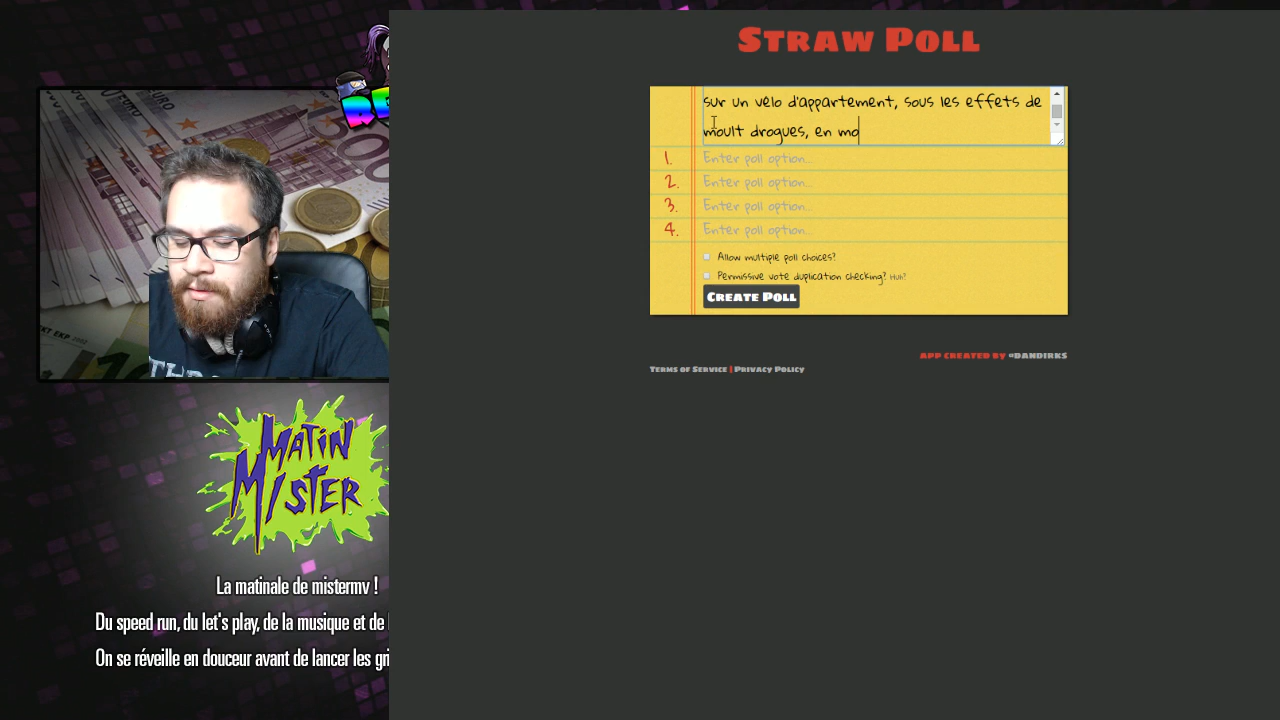 STRAW POLL
sur un vélo d'appartement, sous les effets de
moult drogues, en mo
1. Enter poll option...
2. Enter poll option...
3. Enter poll option...
4. Enter poll option...
Allow multiple poll choices?
Permissive vote duplication checking? Huh?
CREATE POLL
APP CREATED BY @DANDIRKS
TERMS OF SERVICE | PRIVACY POLICY
EURO
MATIN
MISTER
La matinale de mistermv !
Du speed run, du let's play, de la musique et de
On se réveille en douceur avant de lancer les